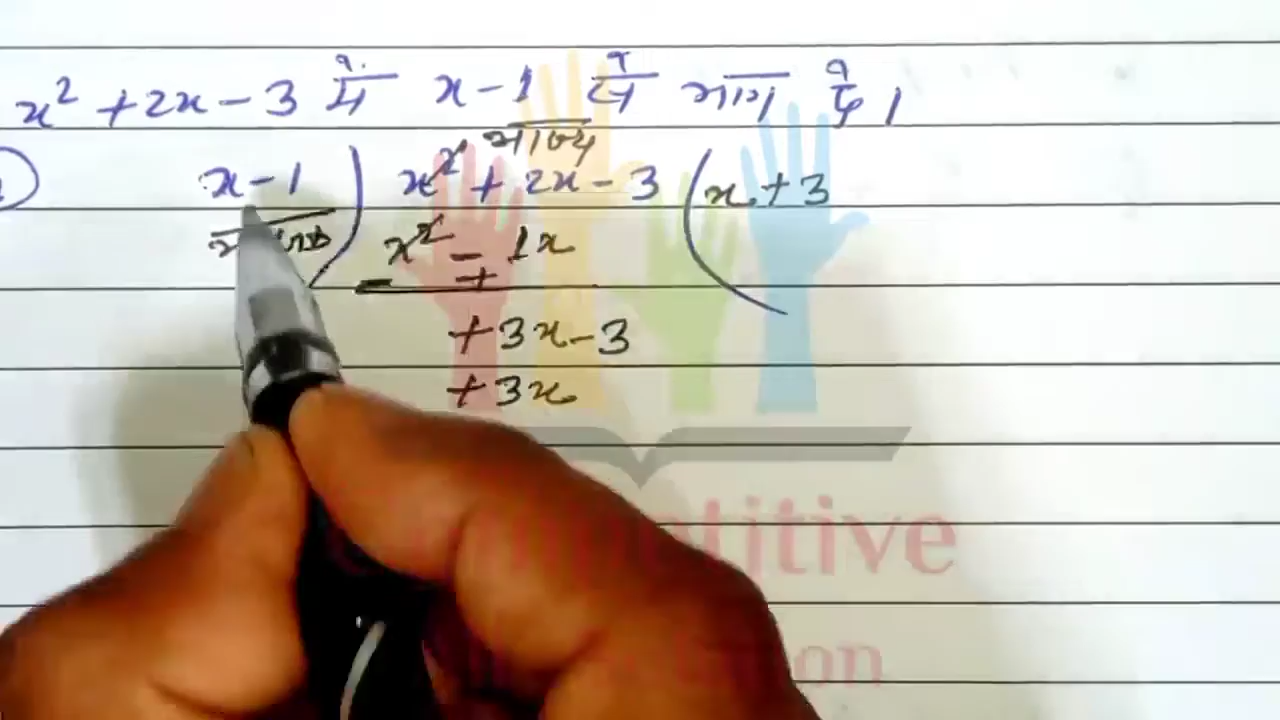 x² + 2x - 3 में x - 1 से भाग दें ।
भाज्य
x - 1 ) x² + 2x - 3 ( x + 3
x² - 1x
- +
+ 3x - 3
+ 3x